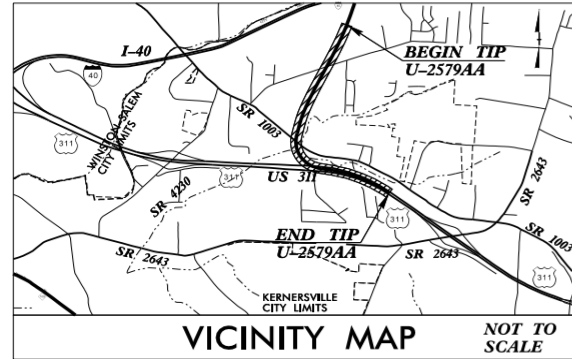 I-40
BEGIN TIP
U-2579AA
40
WINSTON-SALEM
CITY LIMITS
311
SR 1003
SR 2643
SR 4230
311
US 311
311
END TIP
U-2579AA
SR 2643
SR 2643
SR 1003
311
KERNERSVILLE
CITY LIMITS
VICINITY MAP
NOT TO
SCALE